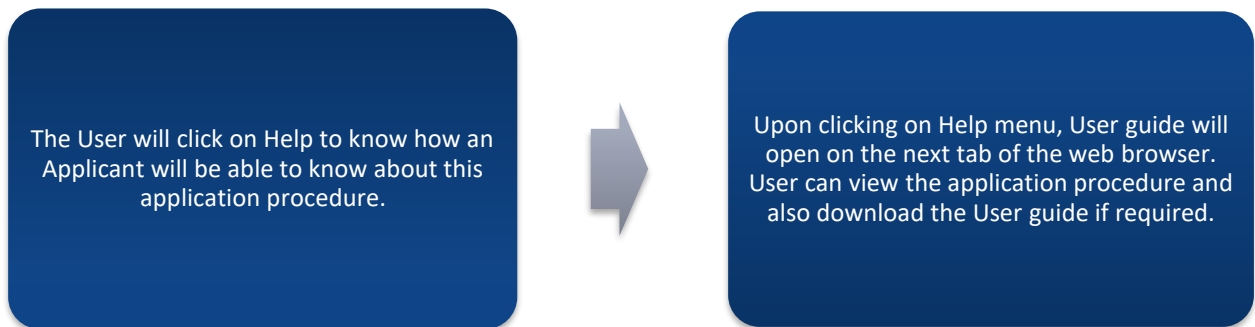 The User will click on Help to know how an
Applicant will be able to know about this
application procedure.
Upon clicking on Help menu, User guide will
open on the next tab of the web browser.
User can view the application procedure and
also download the User guide if required.